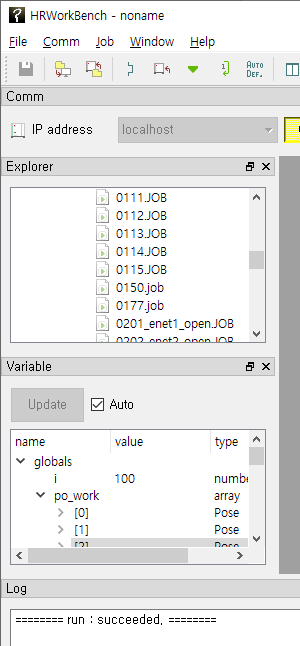 HRWorkBench - noname
File Comm Job Window Help
AUTO DEF.
Comm
IP address localhost
Explorer
0111.JOB
0112.JOB
0113.JOB
0114.JOB
0115.JOB
0150.job
0177.job
0201_enet1_open.JOB
0202_enet2_open.JOB
Variable
Update Auto
name value type
globals
i 100 numbe
po_work array
[0] Pose
[1] Pose
[2] Pose
Log
======== run : succeeded. ========